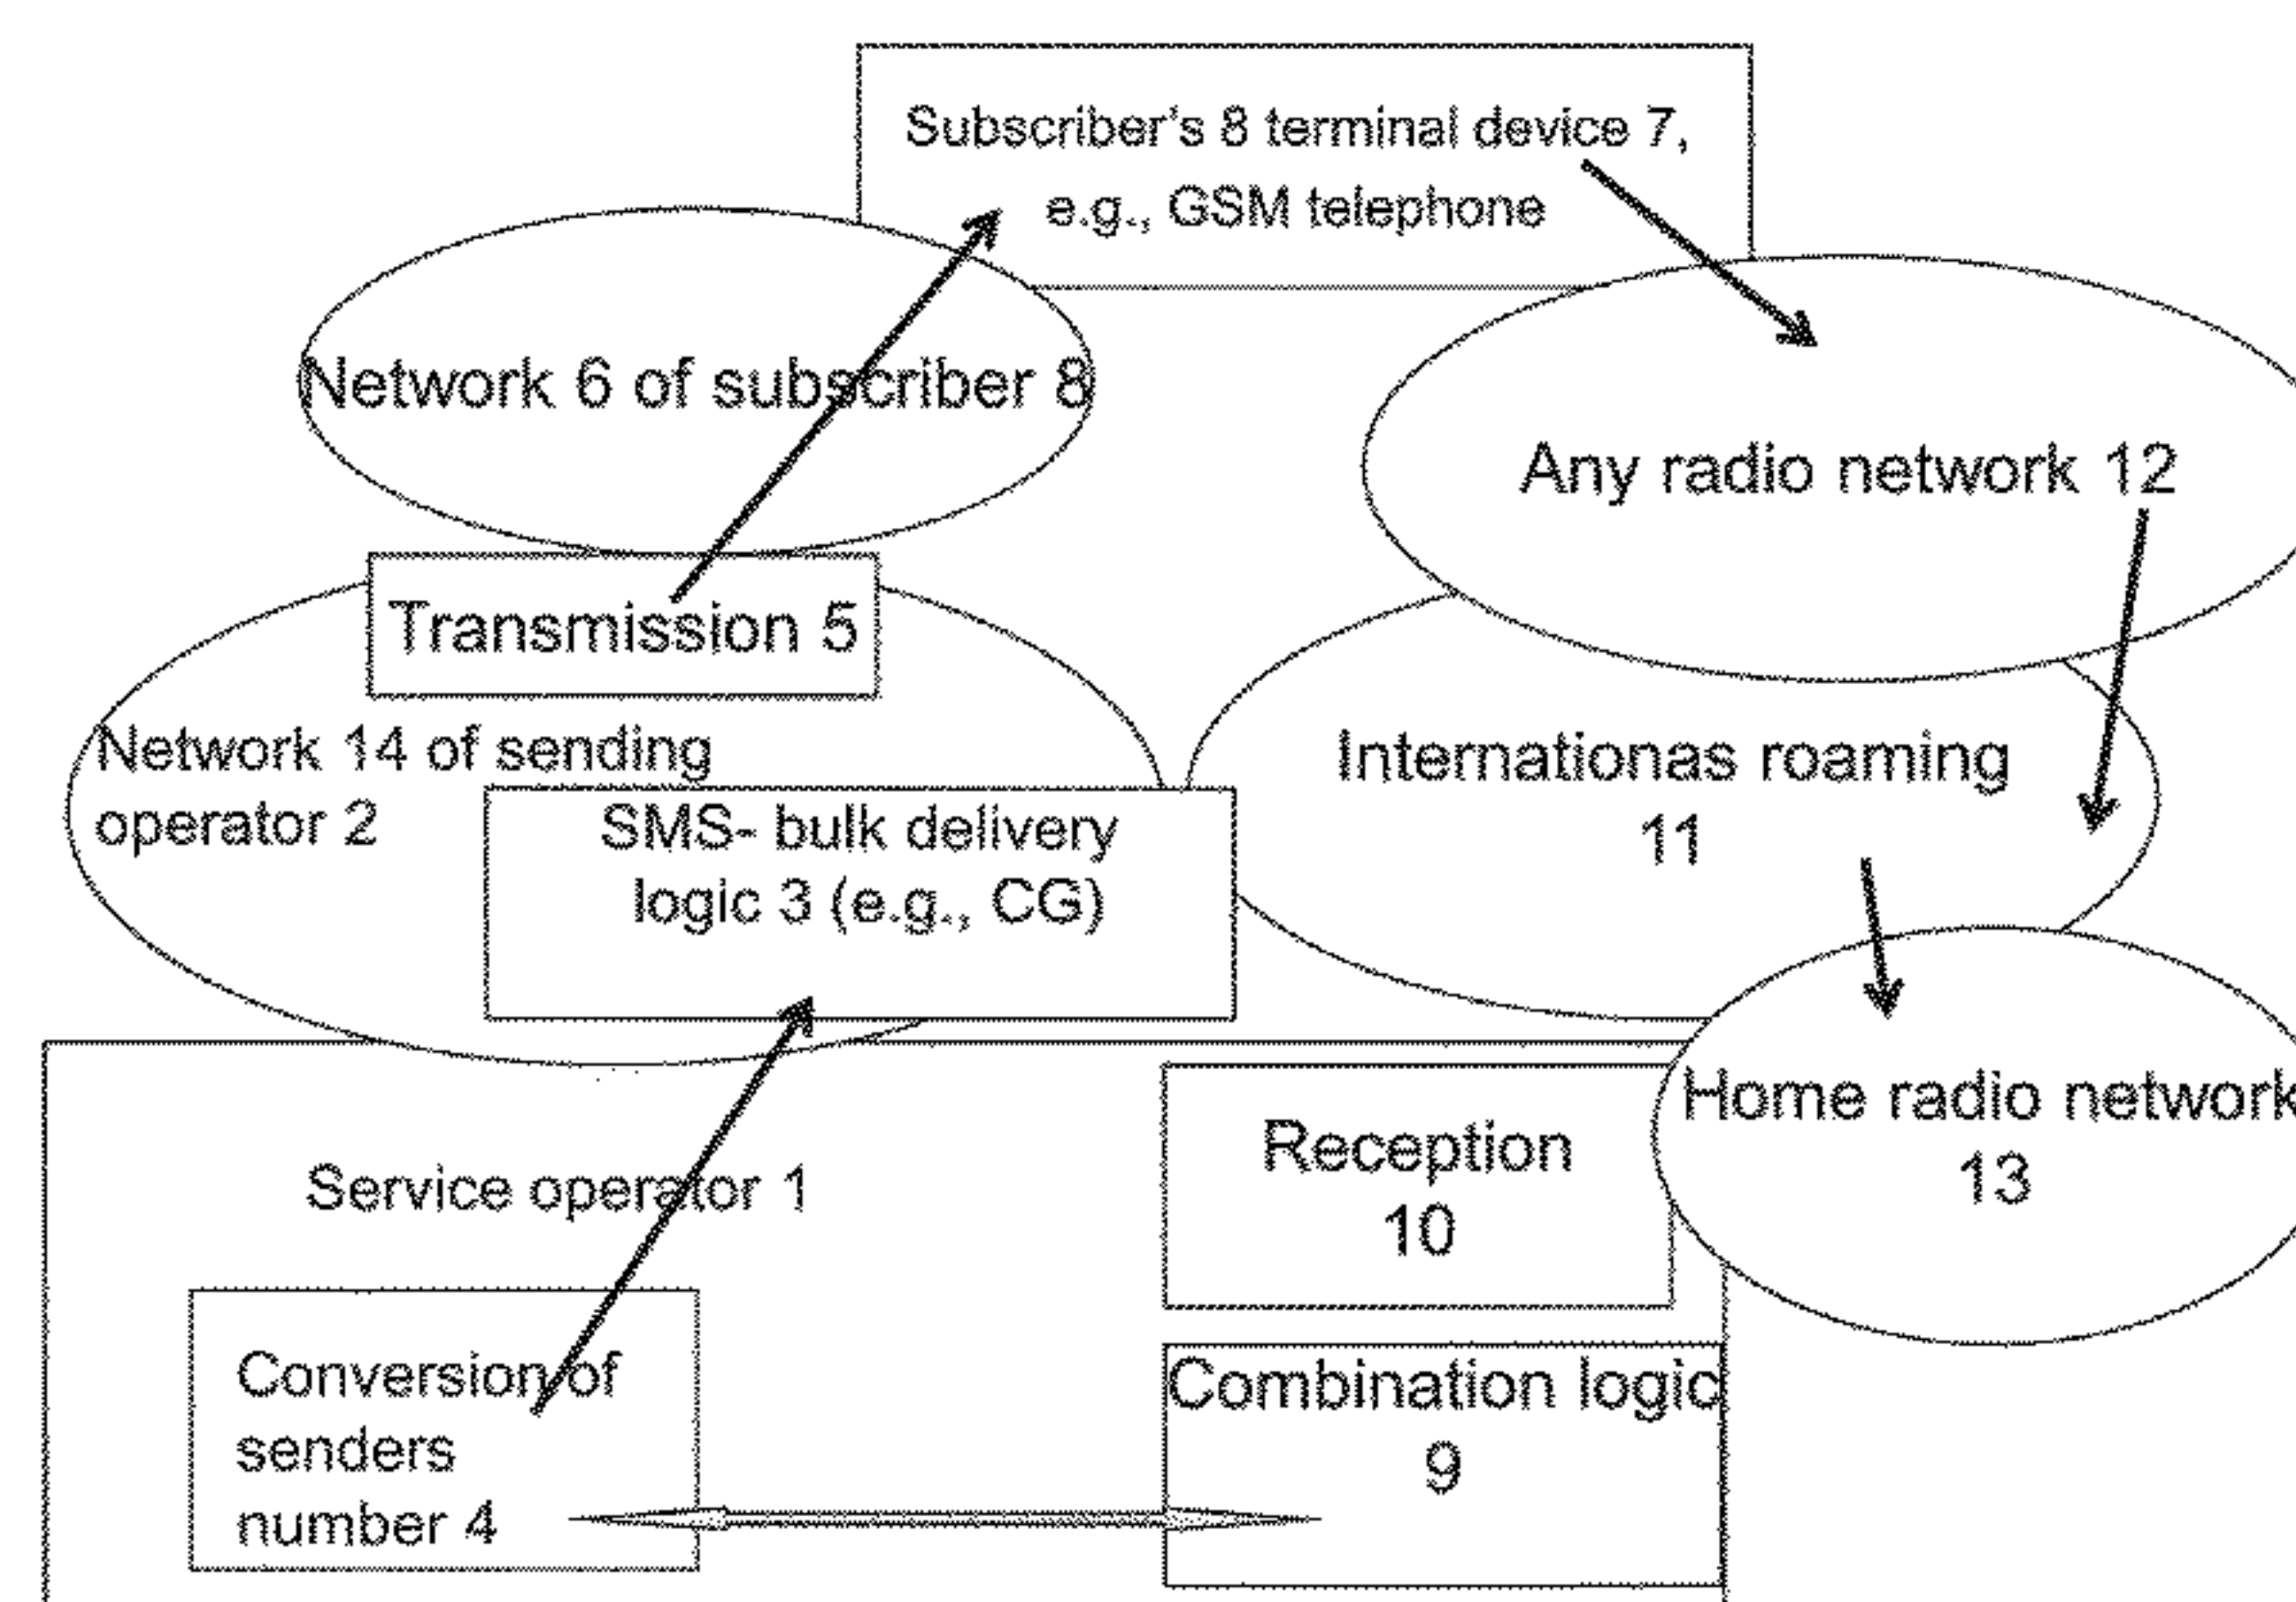 Subscriber's 8 terminal device 7,
e.g., GSM telephone
Network 6 of subscriber 8
Any radio network 12
Transmission 5
Network 14 of sending
operator 2
SMS- bulk delivery
logic 3 (e.g., CG)
Internationas roaming
11
Home radio network
13
Service operator 1
Reception
10
Conversion of
senders
number 4
Combination logic
9